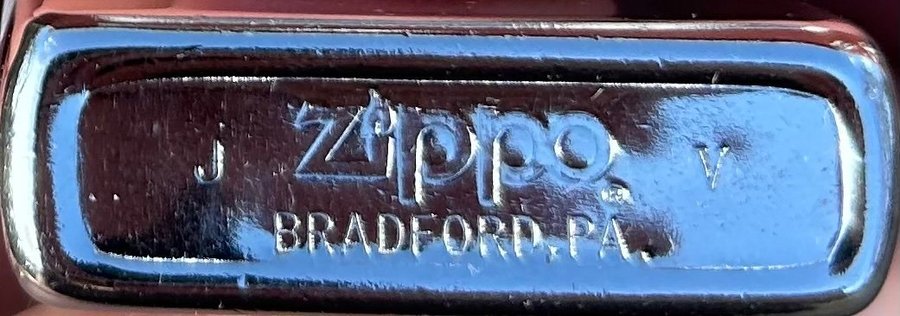 J Zippo ® V
BRADFORD, PA.